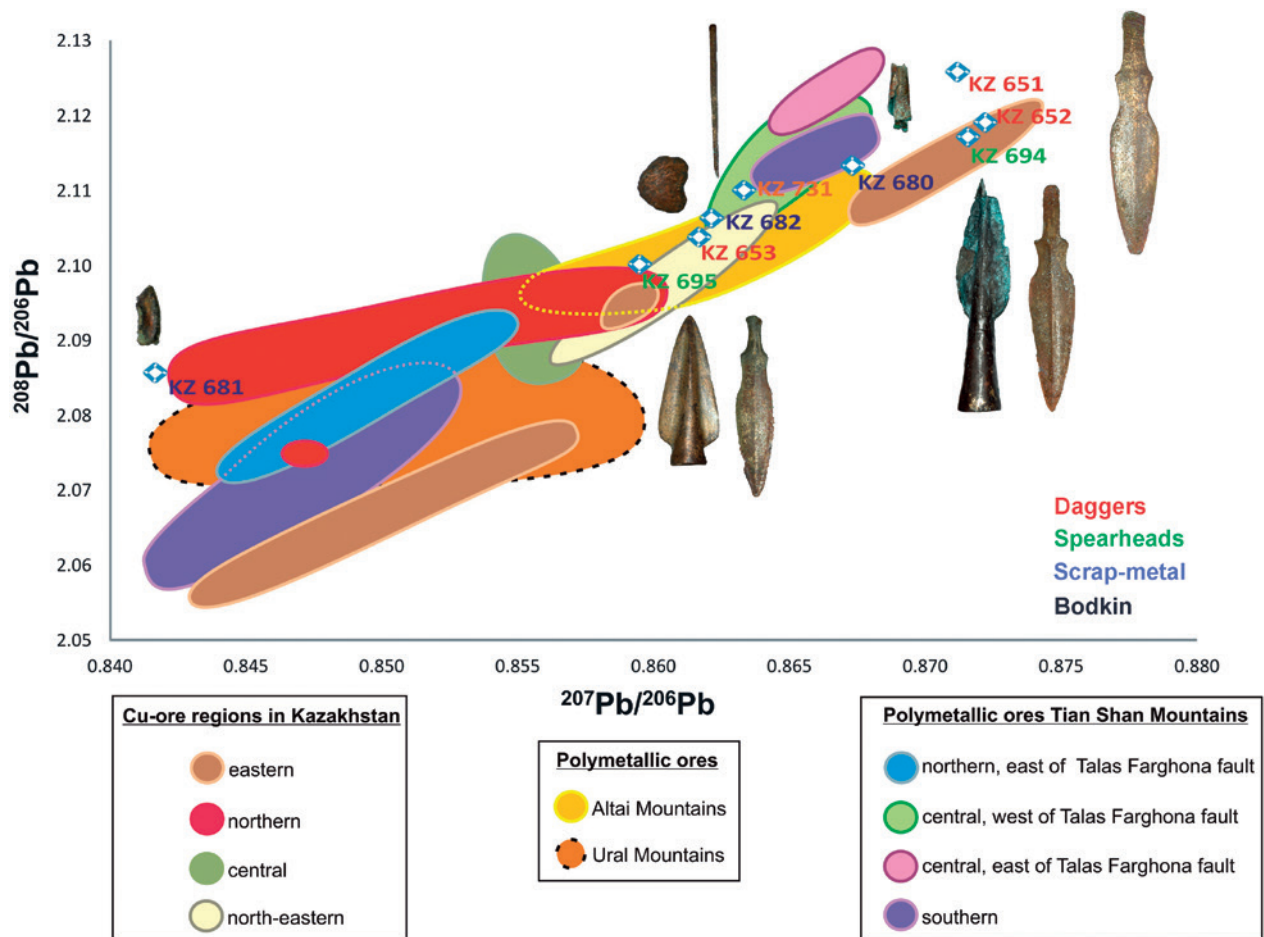 2.13
2.12
2.11
2.10
2.09
2.08
2.07
2.06
2.05
²⁰⁸Pb/²⁰⁶Pb
KZ 651
KZ 652
KZ 694
KZ 680
KZ 731
KZ 682
KZ 653
KZ 695
KZ 681
Daggers
Spearheads
Scrap-metal
Bodkin
0.840 0.845 0.850 0.855 0.860 0.865 0.870 0.875 0.880
²⁰⁷Pb/²⁰⁶Pb
Cu-ore regions in Kazakhstan
eastern
northern
central
north-eastern
Polymetallic ores
Altai Mountains
Ural Mountains
Polymetallic ores Tian Shan Mountains
northern, east of Talas Farghona fault
central, west of Talas Farghona fault
central, east of Talas Farghona fault
southern